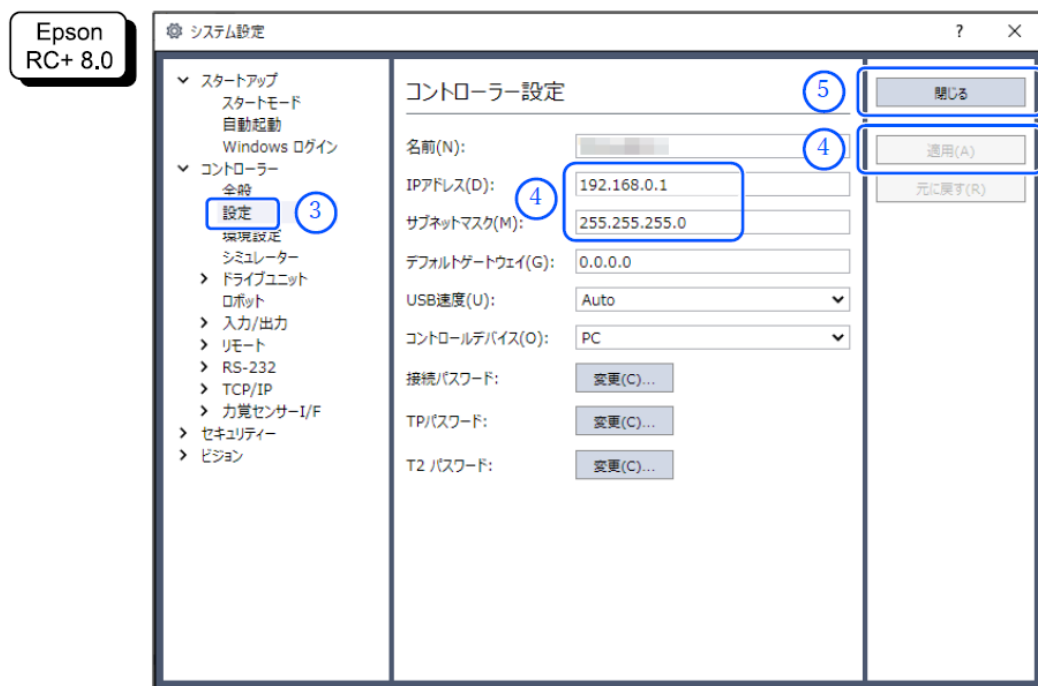 Epson
RC+ 8.0
システム設定
?
スタートアップ
スタートモード
自動起動
Windows ログイン
コントローラー
全般
設定
③
環境設定
シミュレーター
ドライブユニット
ロボット
入力/出力
リモート
RS-232
TCP/IP
力覚センサーI/F
セキュリティー
ビジョン
コントローラー設定
名前(N):
IPアドレス(D):
④
192.168.0.1
サブネットマスク(M):
255.255.255.0
デフォルトゲートウェイ(G):
0.0.0.0
USB速度(U):
Auto
コントロールデバイス(O):
PC
接続パスワード:
変更(C)...
TPパスワード:
変更(C)...
T2 パスワード:
変更(C)...
⑤
閉じる
④
適用(A)
元に戻す(R)